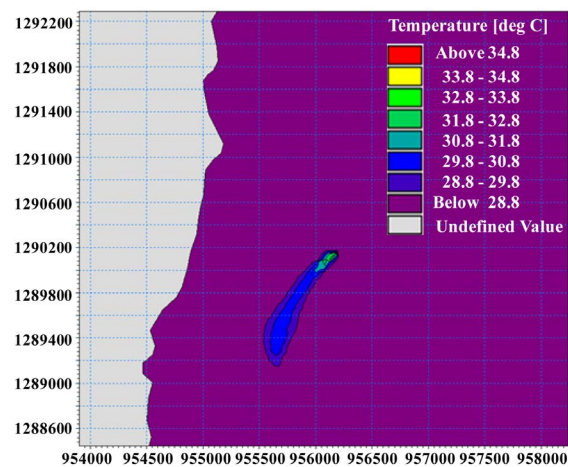 Temperature [deg C]
Above 34.8
33.8 - 34.8
32.8 - 33.8
31.8 - 32.8
30.8 - 31.8
29.8 - 30.8
28.8 - 29.8
Below 28.8
Undefined Value
1292200
1291800
1291400
1291000
1290600
1290200
1289800
1289400
1289000
1288600
954000 954500 955000 955500 956000 956500 957000 957500 958000